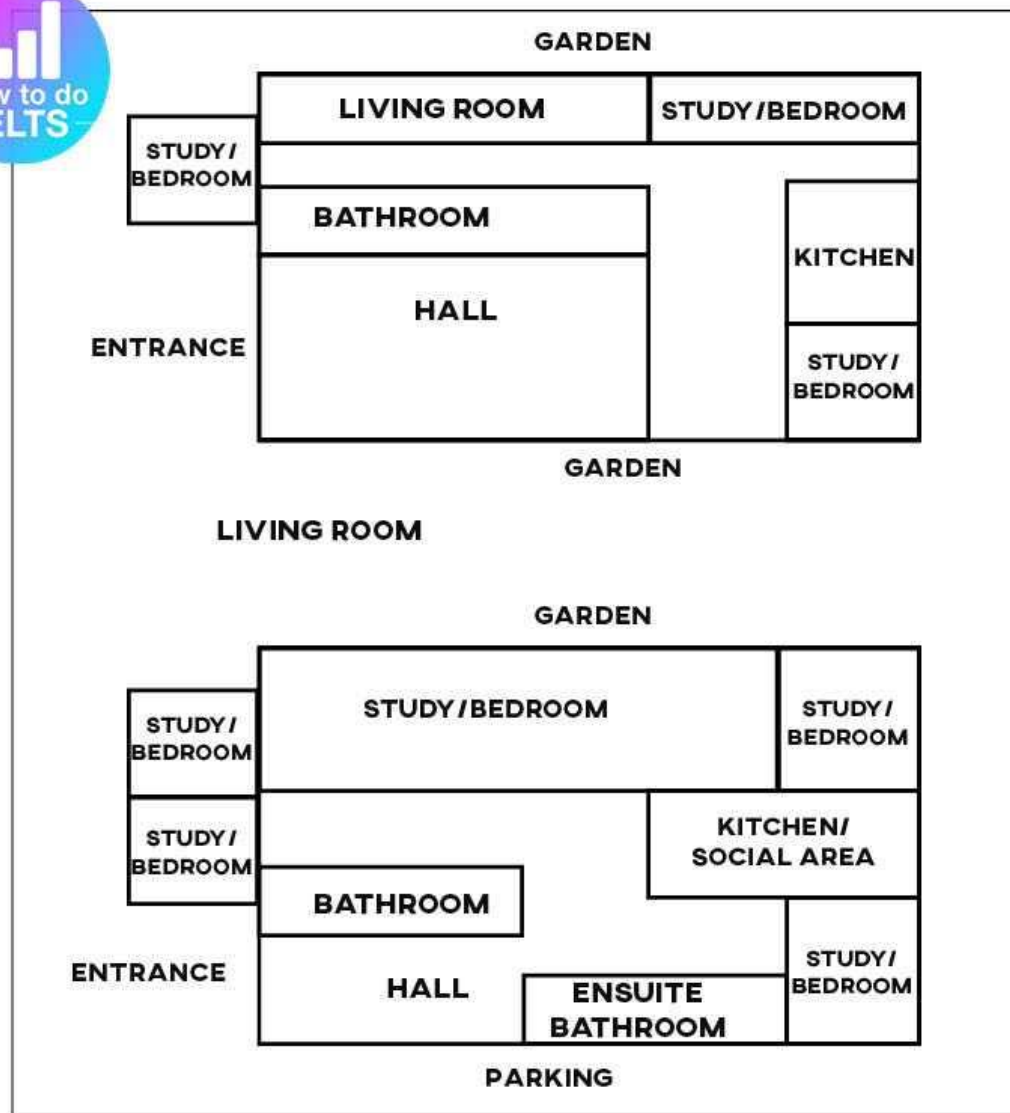 w to do
ELTS
GARDEN
LIVING ROOM
STUDY/BEDROOM
STUDY/
BEDROOM
BATHROOM
KITCHEN
HALL
ENTRANCE
STUDY/
BEDROOM
GARDEN
LIVING ROOM
GARDEN
STUDY/BEDROOM
STUDY/
BEDROOM
STUDY/
BEDROOM
KITCHEN/
SOCIAL AREA
STUDY/
BEDROOM
BATHROOM
ENTRANCE
HALL
ENSUITE
BATHROOM
STUDY/
BEDROOM
PARKING